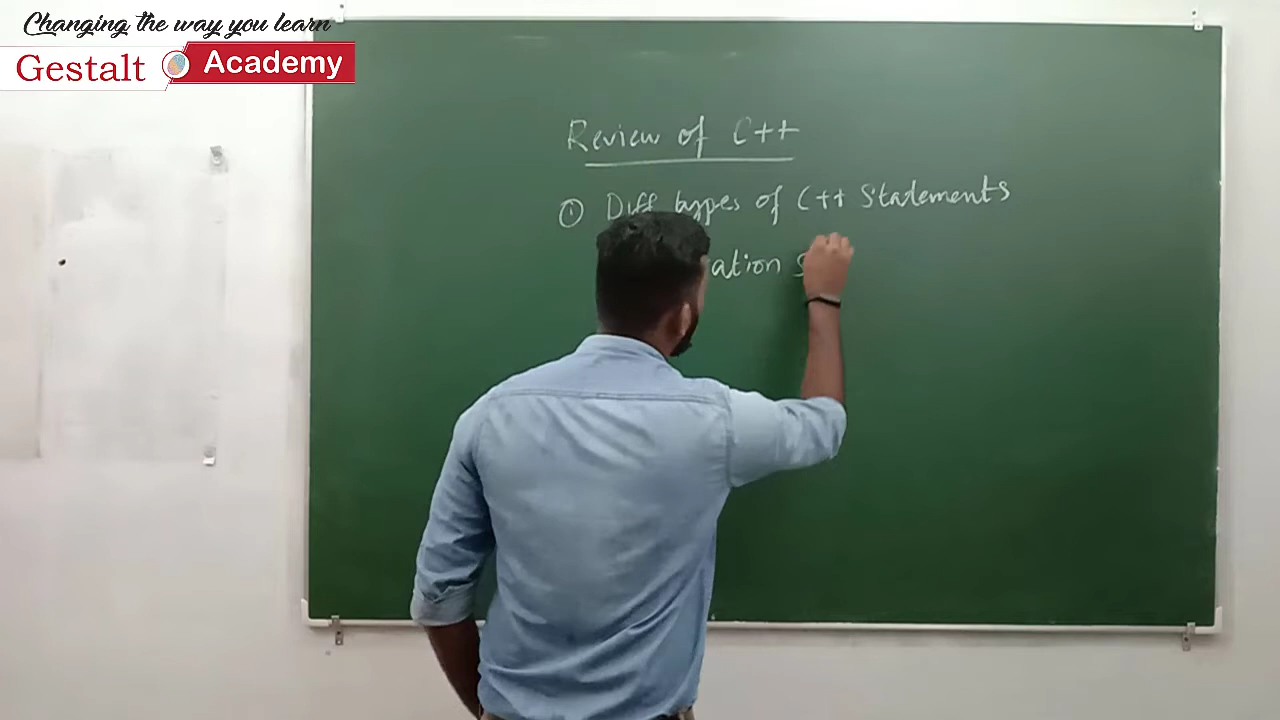 Changing the way you learn
Gestalt Academy
Review of C++
① Diff types of C++ Statements
ation s